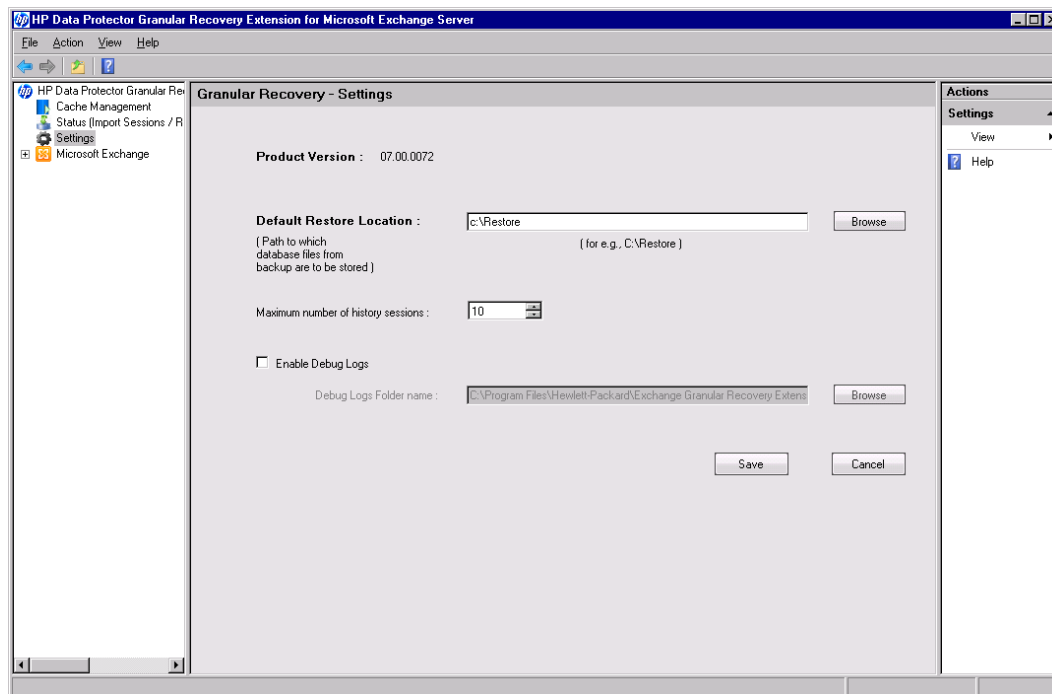 HP Data Protector Granular Recovery Extension for Microsoft Exchange Server
File Action View Help
HP Data Protector Granular Re
Cache Management
Status (Import Sessions / R
Settings
Microsoft Exchange
Granular Recovery - Settings
Product Version : 07.00.0072
Default Restore Location : c:\Restore Browse
( Path to which
database files from
backup are to be stored )
( for e.g., C:\Restore )
Maximum number of history sessions : 10
Enable Debug Logs
Debug Logs Folder name : C:\Program Files\Hewlett-Packard\Exchange Granular Recovery Extens Browse
Save Cancel
Actions
Settings
View
Help